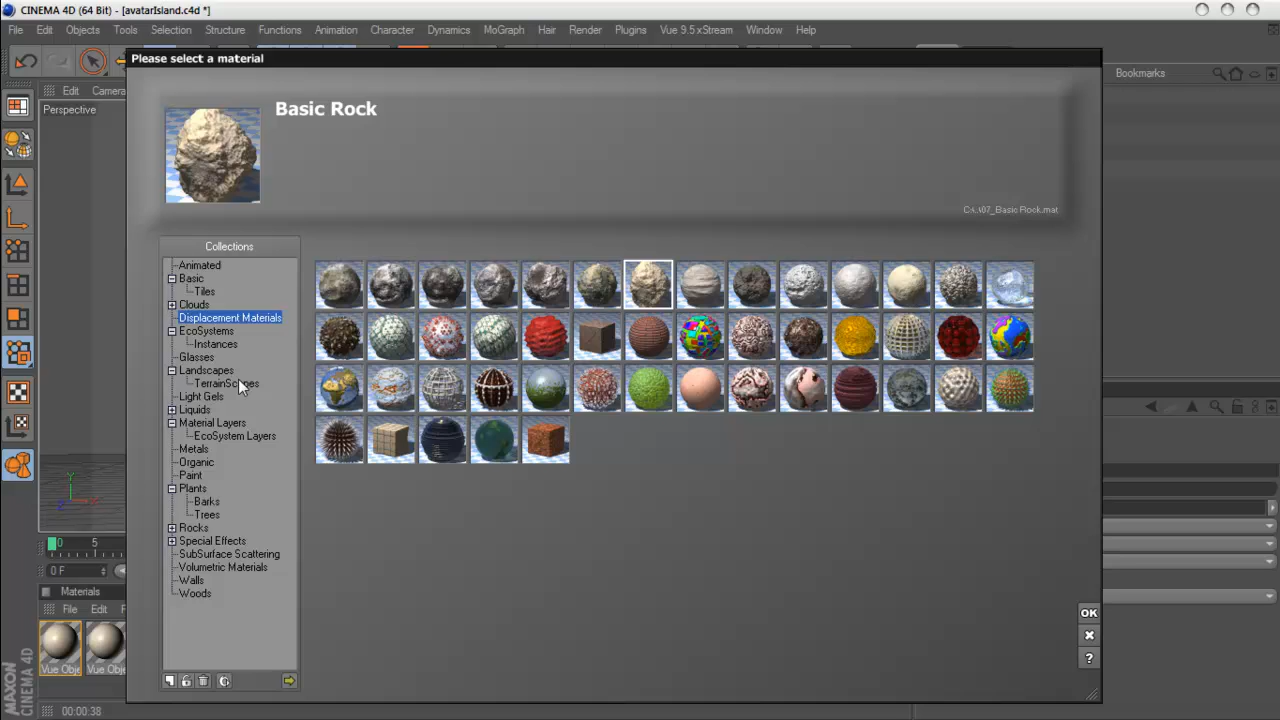 CINEMA 4D (64 Bit) - [avatarIsland.c4d *]
File Edit Objects Tools Selection Structure Functions Animation Character Dynamics MoGraph Hair Render Plugins Vue 9.5 xStream Window Help
Please select a material
Edit Camera
Bookmarks
Perspective
Basic Rock
C:\..\07_Basic Rock.mat
Collections
Animated
Basic
Tiles
Clouds
Displacement Materials
EcoSystems
Instances
Glasses
Landscapes
TerrainScapes
Light Gels
Liquids
Material Layers
EcoSystem Layers
Metals
Organic
Paint
Plants
Barks
Trees
Rocks
Special Effects
SubSurface Scattering
Volumetric Materials
Walls
Woods
0 5
0 F
Materials
File Edit F
Vue Obje Vue Obje
OK
?
MAXON
CINEMA 4D
00:00:38